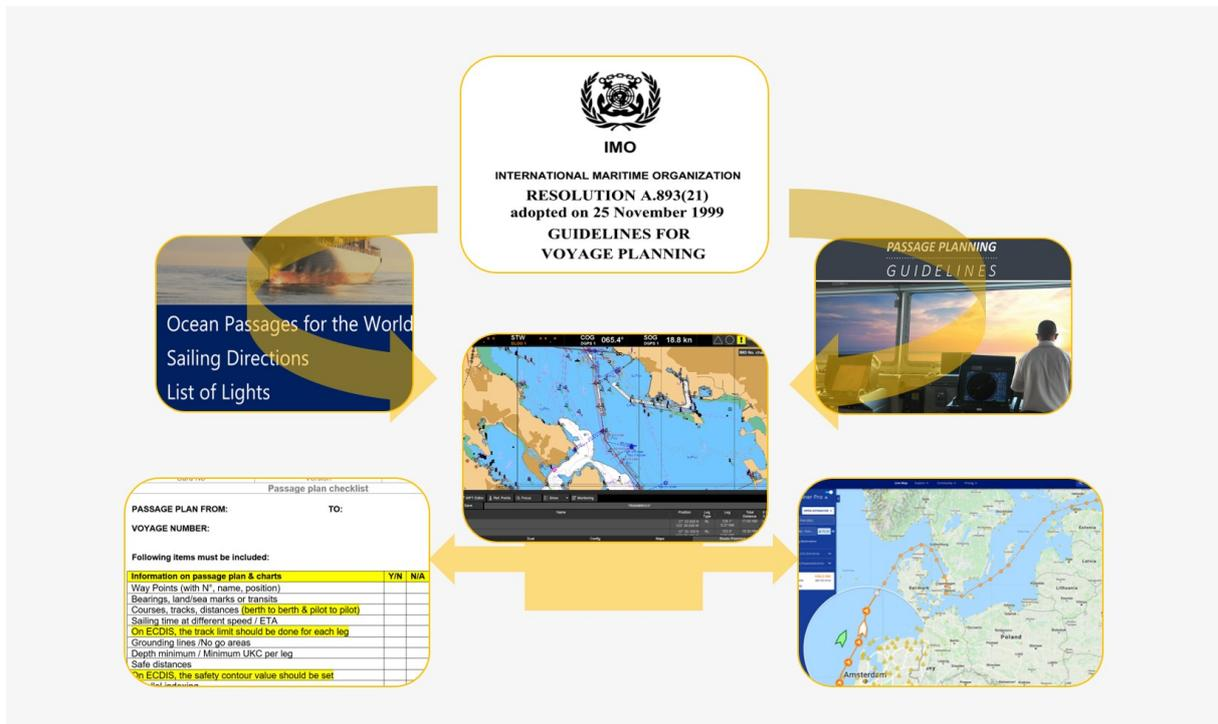 IMO
INTERNATIONAL MARITIME ORGANIZATION
RESOLUTION A.893(21)
adopted on 25 November 1999
GUIDELINES FOR
VOYAGE PLANNING
Ocean Passages for the World
Sailing Directions
List of Lights
PASSAGE PLANNING
GUIDELINES
STW
COG 065.4°
SOG 18.8 kn
Passage plan checklist
PASSAGE PLAN FROM: TO:
VOYAGE NUMBER:
Following items must be included:
Information on passage plan & charts Y/N N/A
Way Points (with N°, name, position)
Bearings, land/sea marks or transits
Courses, tracks, distances (berth to berth & pilot to pilot)
Sailing time at different speed / ETA
On ECDIS, the track limit should be done for each leg
Grounding lines /No go areas
Depth minimum / Minimum UKC per leg
Safe distances
On ECDIS, the safety contour value should be set
Estonia
Latvia
Lithuania
Denmark
Poland
Amsterdam